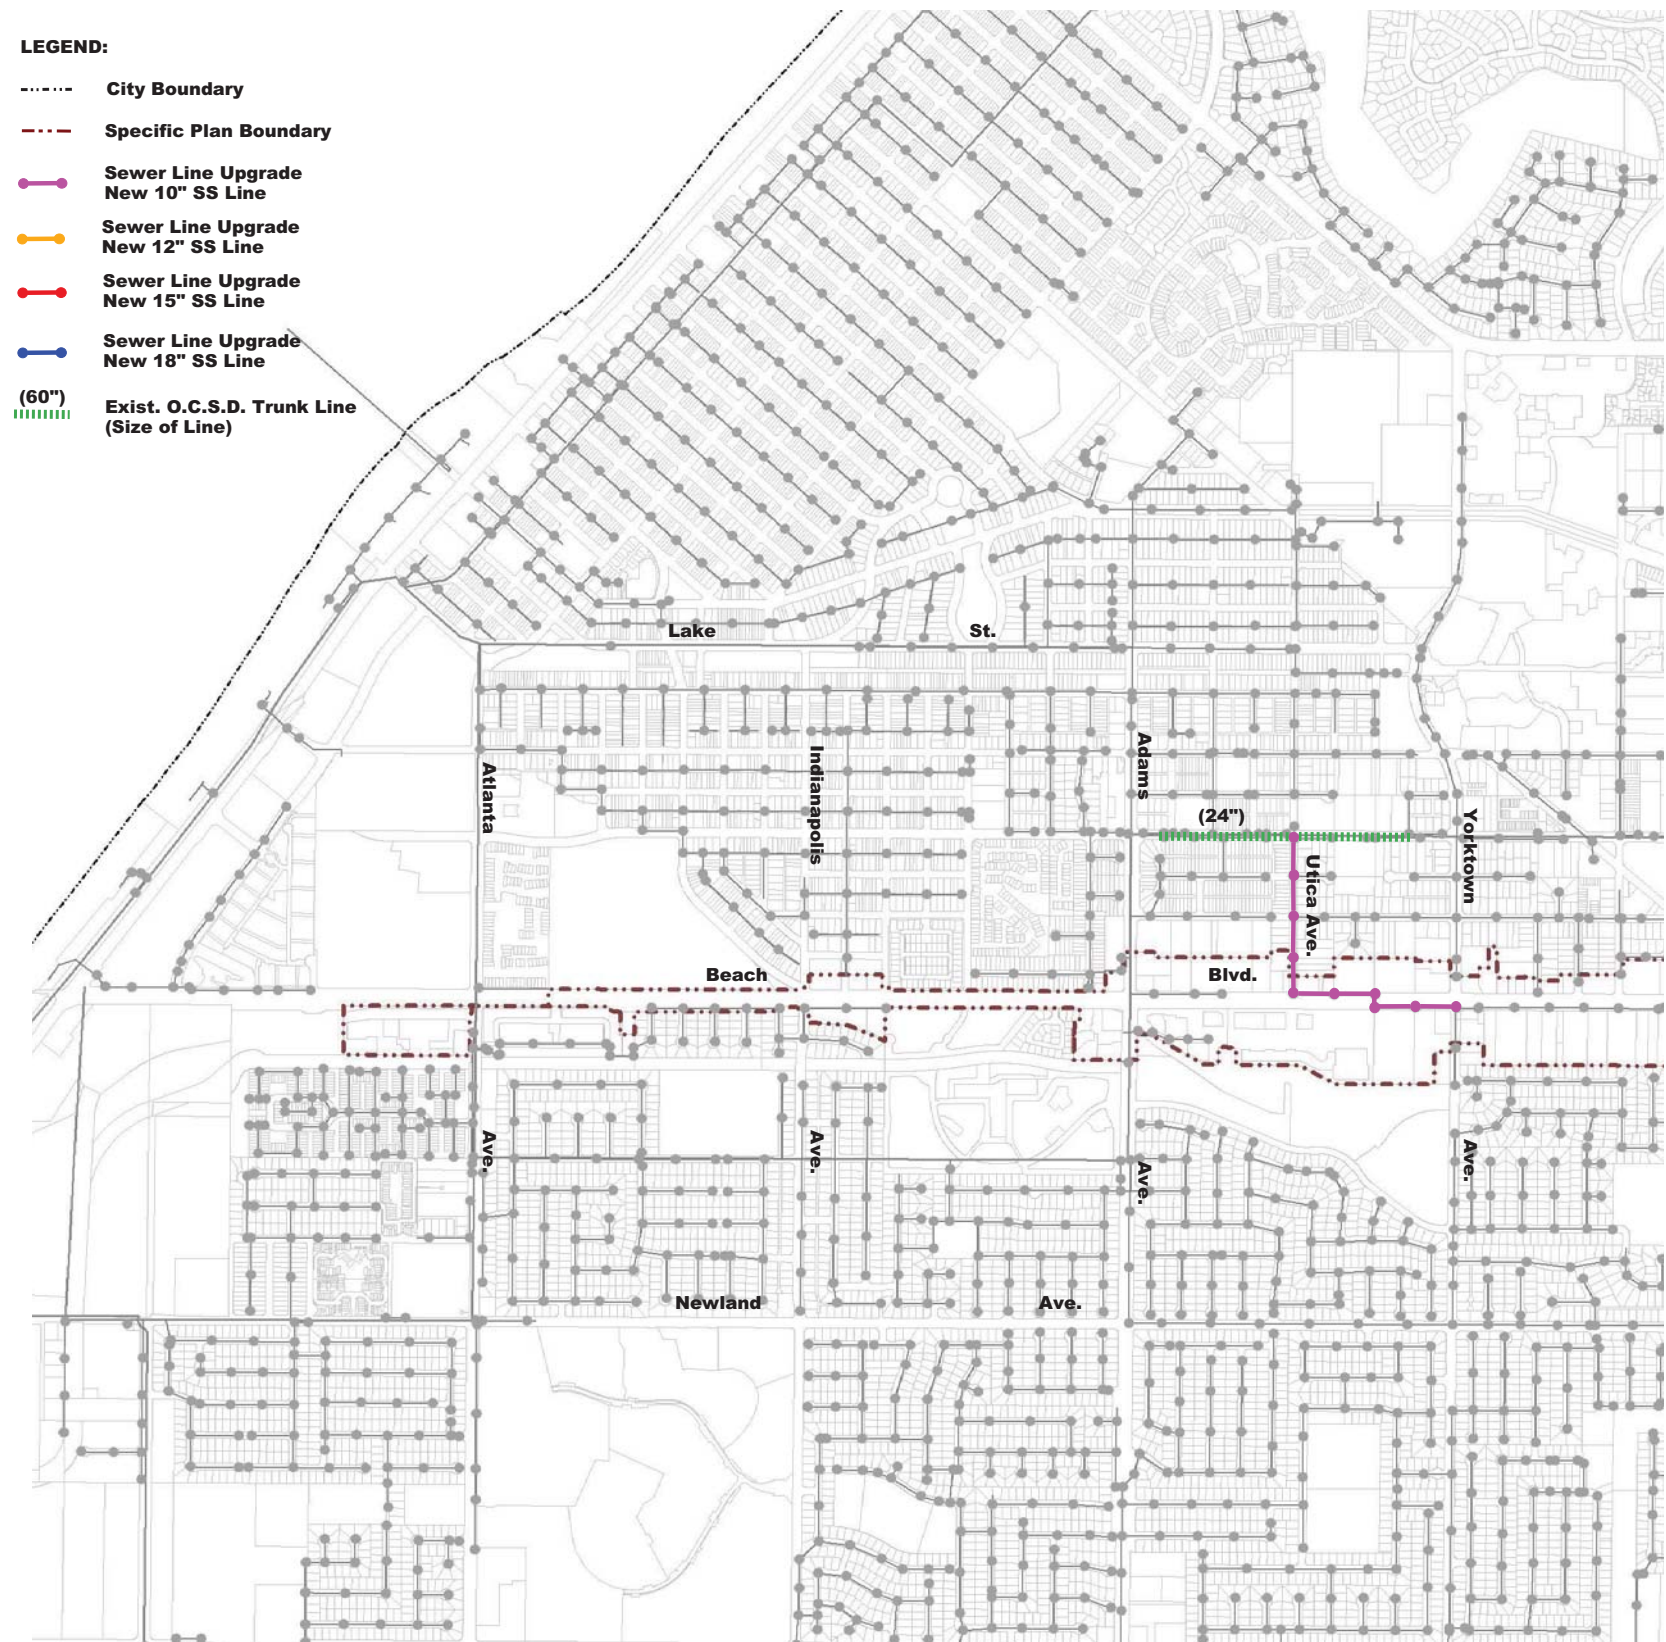 LEGEND:
City Boundary
Specific Plan Boundary
Sewer Line Upgrade
New 10" SS Line
Sewer Line Upgrade
New 12" SS Line
Sewer Line Upgrade
New 15" SS Line
Sewer Line Upgrade
New 18" SS Line
(60")
Exist. O.C.S.D. Trunk Line
(Size of Line)
Lake St.
Atlanta
Indianapolis
Adams
(24")
Utica Ave.
Yorktown
Beach Blvd.
Ave.
Ave.
Ave.
Ave.
Newland Ave.